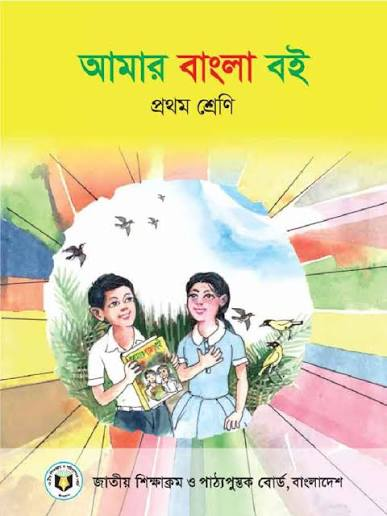 আমার বাংলা বই
প্রথম শ্রেণি
জাতীয় শিক্ষাক্রম ও পাঠ্যপুস্তক বোর্ড, বাংলাদেশ